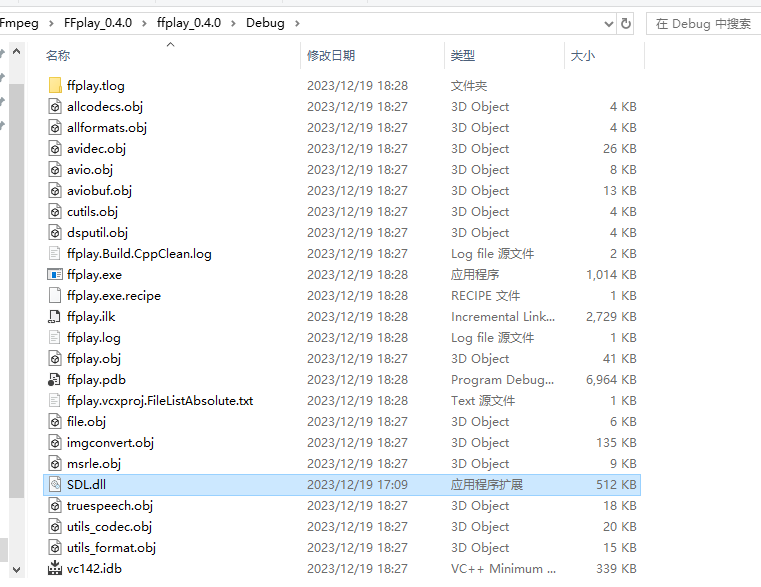 Fmpeg > FFplay_0.4.0 > ffplay_0.4.0 > Debug > 在 Debug 中搜索
名称 修改日期 类型 大小
ffplay.tlog 2023/12/19 18:28 文件夹
allcodecs.obj 2023/12/19 18:27 3D Object 4 KB
allformats.obj 2023/12/19 18:27 3D Object 4 KB
avidec.obj 2023/12/19 18:27 3D Object 26 KB
avio.obj 2023/12/19 18:27 3D Object 8 KB
aviobuf.obj 2023/12/19 18:27 3D Object 13 KB
cutils.obj 2023/12/19 18:27 3D Object 4 KB
dsputil.obj 2023/12/19 18:27 3D Object 4 KB
ffplay.Build.CppClean.log 2023/12/19 18:27 Log file 源文件 2 KB
ffplay.exe 2023/12/19 18:28 应用程序 1,014 KB
ffplay.exe.recipe 2023/12/19 18:28 RECIPE 文件 1 KB
ffplay.ilk 2023/12/19 18:28 Incremental Link... 2,729 KB
ffplay.log 2023/12/19 18:28 Log file 源文件 1 KB
ffplay.obj 2023/12/19 18:27 3D Object 41 KB
ffplay.pdb 2023/12/19 18:28 Program Debug... 6,964 KB
ffplay.vcxproj.FileListAbsolute.txt 2023/12/19 18:28 Text 源文件 1 KB
file.obj 2023/12/19 18:27 3D Object 6 KB
imgconvert.obj 2023/12/19 18:27 3D Object 135 KB
msrle.obj 2023/12/19 18:27 3D Object 9 KB
SDL.dll 2023/12/19 17:09 应用程序扩展 512 KB
truespeech.obj 2023/12/19 18:27 3D Object 18 KB
utils_codec.obj 2023/12/19 18:27 3D Object 20 KB
utils_format.obj 2023/12/19 18:27 3D Object 15 KB
vc142.idb 2023/12/19 18:27 VC++ Minimum ... 339 KB